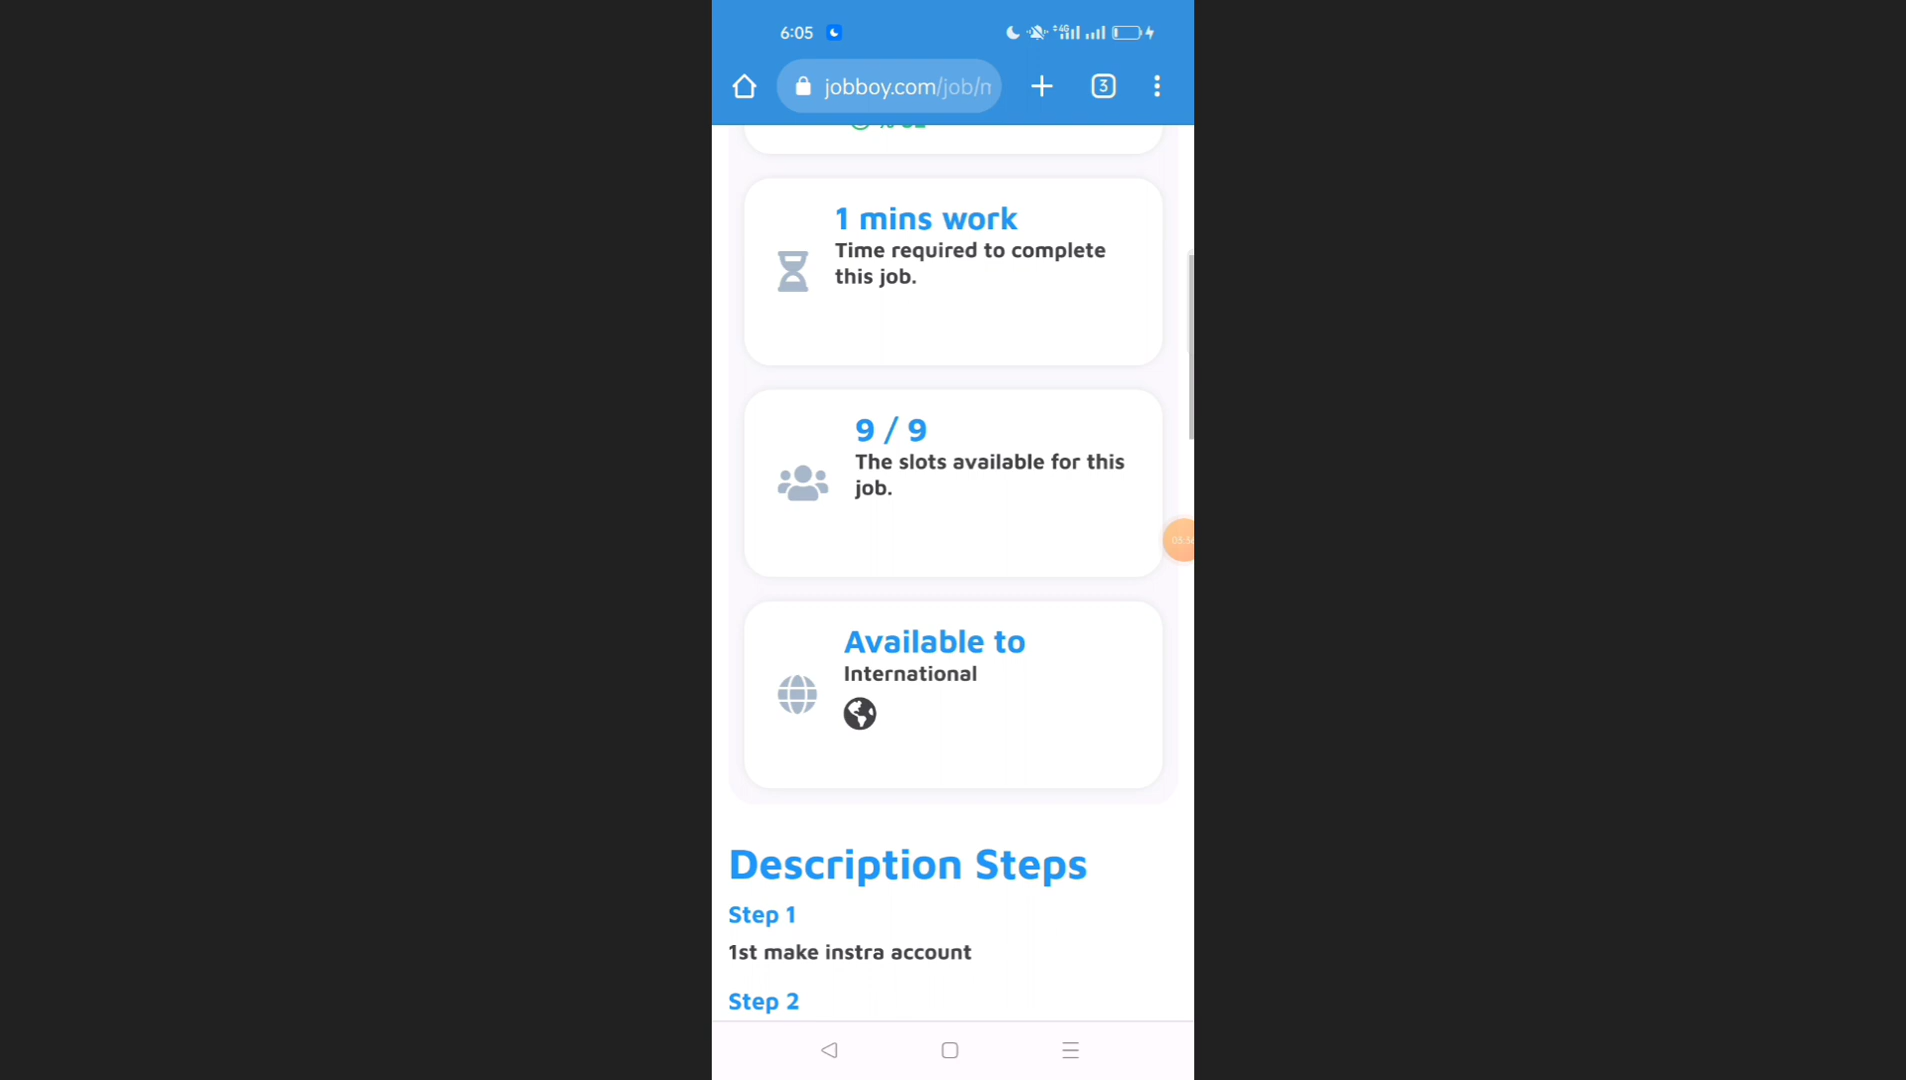 6:05
4G
jobboy.com/job/m
3
1 mins work
Time required to complete
this job.
9 / 9
The slots available for this
job.
Available to
International
Description Steps
Step 1
1st make instra account
Step 2